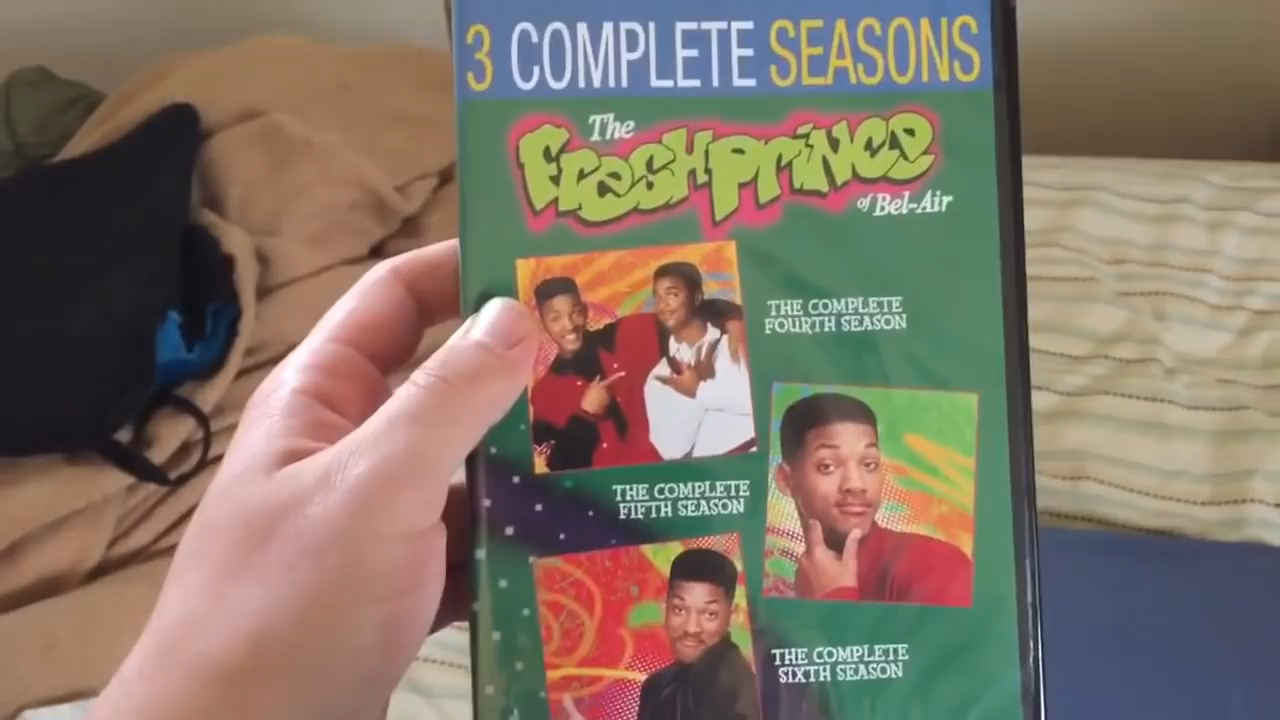 3 COMPLETE SEASONS
The
Fresh Prince
of Bel-Air
THE COMPLETE
FOURTH SEASON
THE COMPLETE
FIFTH SEASON
THE COMPLETE
SIXTH SEASON